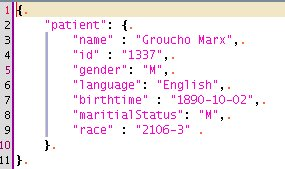 1 {
2 "patient": {
3 "name" : "Groucho Marx",
4 "id" : "1337",
5 "gender": "M",
6 "language": "English",
7 "birthtime" : "1890-10-02",
8 "maritialStatus": "M",
9 "race" : "2106-3"
10 }
11 }